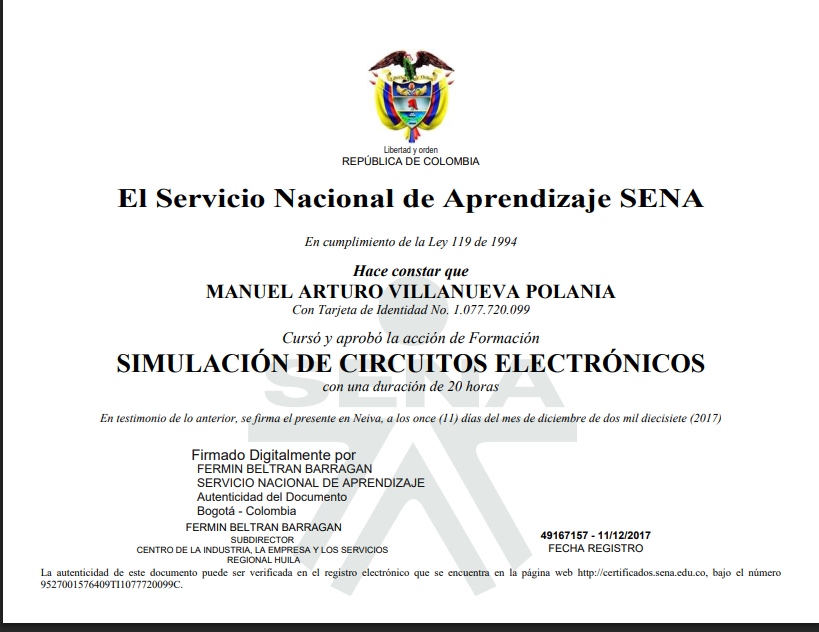 Libertad y orden
REPÚBLICA DE COLOMBIA
El Servicio Nacional de Aprendizaje SENA
En cumplimiento de la Ley 119 de 1994
Hace constar que
MANUEL ARTURO VILLANUEVA POLANIA
Con Tarjeta de Identidad No. 1.077.720.099
Cursó y aprobó la acción de Formación
SIMULACIÓN DE CIRCUITOS ELECTRÓNICOS
SENA
con una duración de 20 horas
En testimonio de lo anterior, se firma el presente en Neiva, a los once (11) días del mes de diciembre de dos mil diecisiete (2017)
Firmado Digitalmente por
FERMIN BELTRAN BARRAGAN
SERVICIO NACIONAL DE APRENDIZAJE
Autenticidad del Documento
Bogotá - Colombia
FERMIN BELTRAN BARRAGAN
SUBDIRECTOR
CENTRO DE LA INDUSTRIA, LA EMPRESA Y LOS SERVICIOS
REGIONAL HUILA
49167157 - 11/12/2017
FECHA REGISTRO
La autenticidad de este documento puede ser verificada en el registro electrónico que se encuentra en la página web http://certificados.sena.edu.co, bajo el número
9527001576409TI1077720099C.